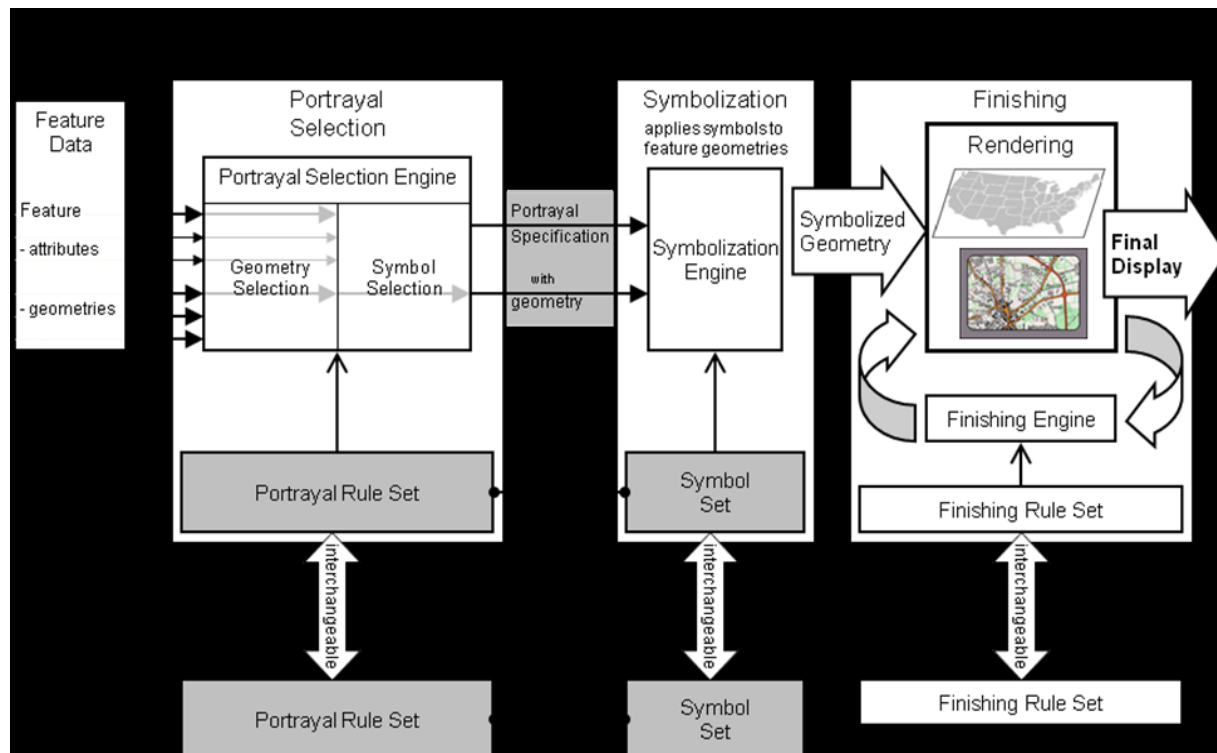 Feature
Data
Feature
- attributes
- geometries
Portrayal
Selection
Portrayal Selection Engine
Geometry
Selection
Symbol
Selection
Portrayal Rule Set
interchangeable
Portrayal Rule Set
Portrayal
Specification
with
geometry
Symbolization
applies symbols to
feature geometries
Symbolization
Engine
Symbol
Set
interchangeable
Symbol
Set
Symbolized
Geometry
Finishing
Rendering
Final
Display
Finishing Engine
Finishing Rule Set
interchangeable
Finishing Rule Set